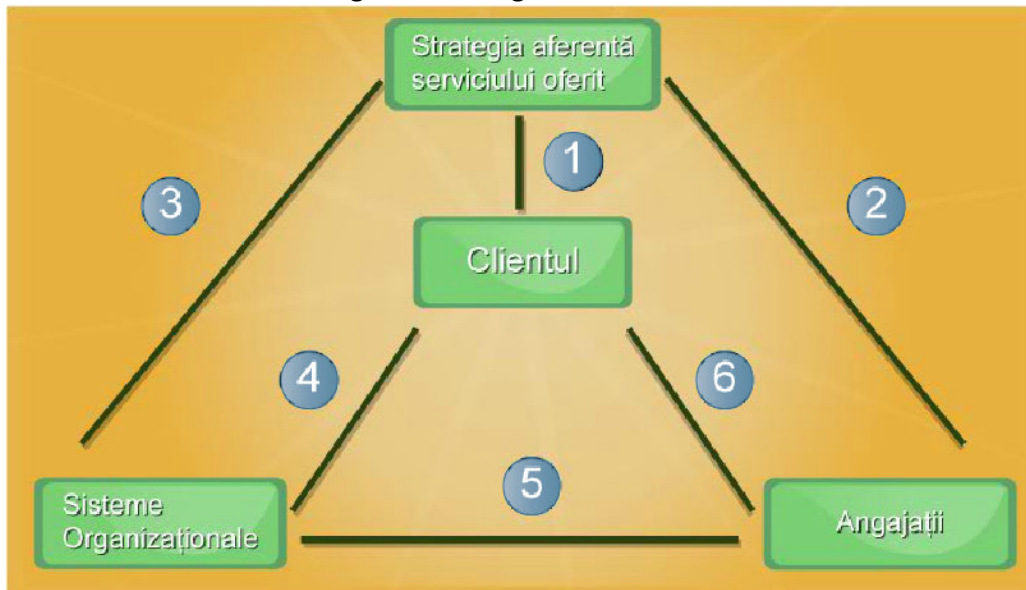 Strategia aferentă
serviciului oferit
1
3
2
Clientul
4
6
5
Sisteme
Organizaționale
Angajații